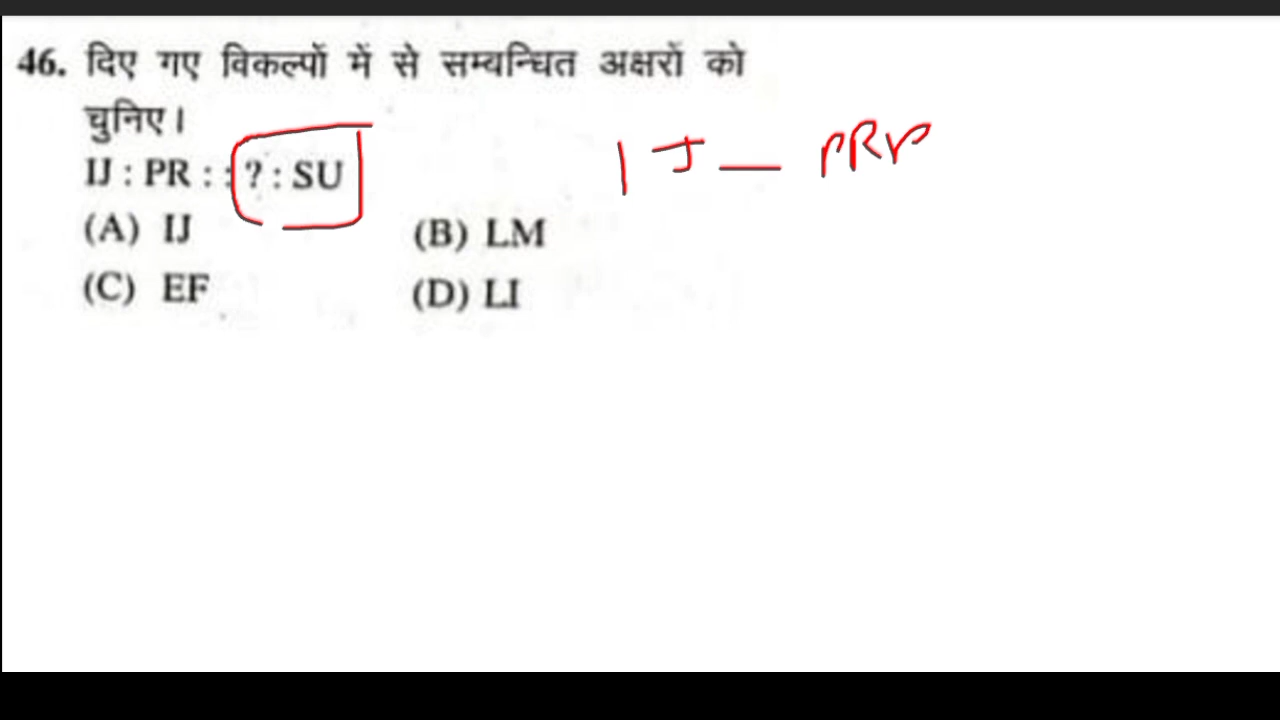 46. दिए गए विकल्पों में से सम्बन्धित अक्षरों को
चुनिए।
IJ : PR : : ? : SU
(A) IJ (B) LM
(C) EF (D) LI
I J —